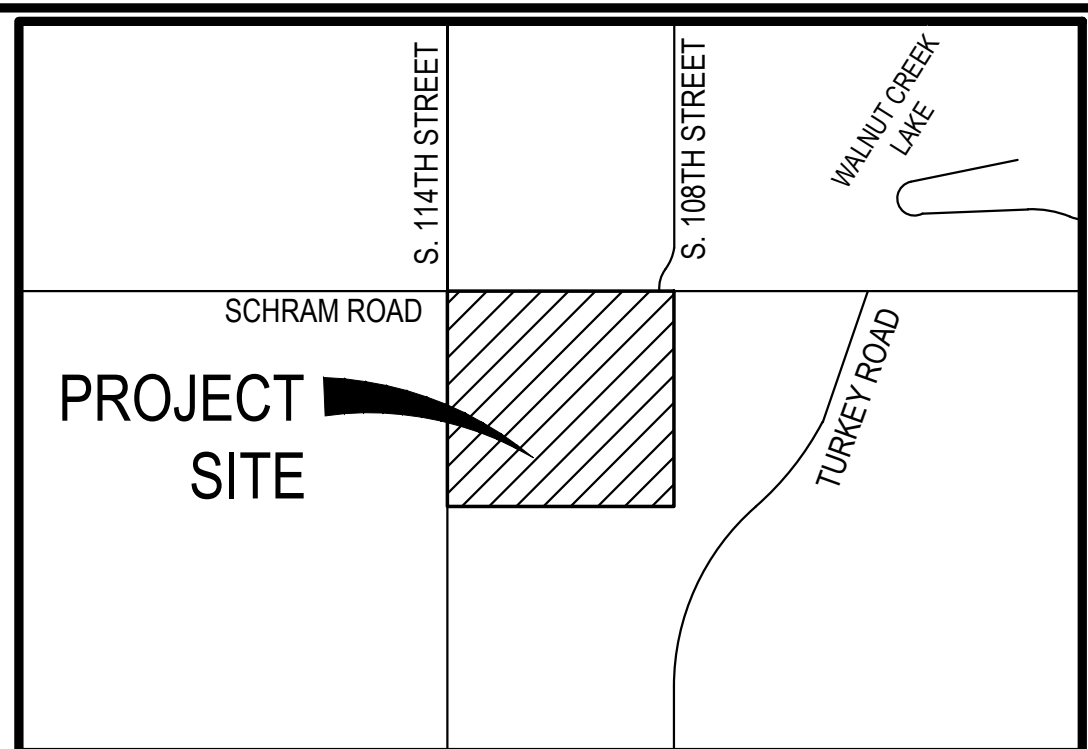 S. 114TH STREET
S. 108TH STREET
WALNUT CREEK
LAKE
SCHRAM ROAD
PROJECT
SITE
TURKEY ROAD